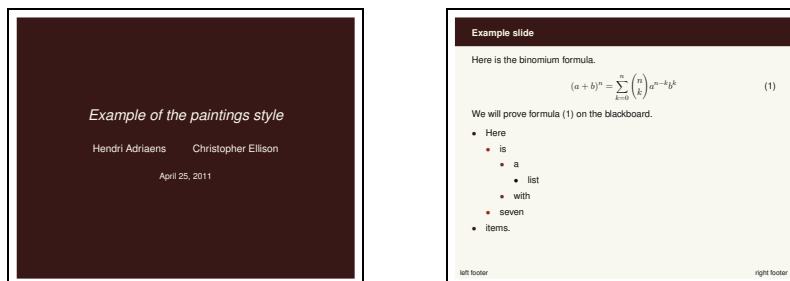 Example of the paintings style
Hendri Adriaens Christopher Ellison
April 25, 2011
Example slide
Here is the binomium formula.
(a + b)^n = ∑_{k=0}^{n} \binom{n}{k} a^{n−k} b^k (1)
We will prove formula (1) on the blackboard.
• Here
• is
• a
• list
• with
• seven
• items.
left footer right footer